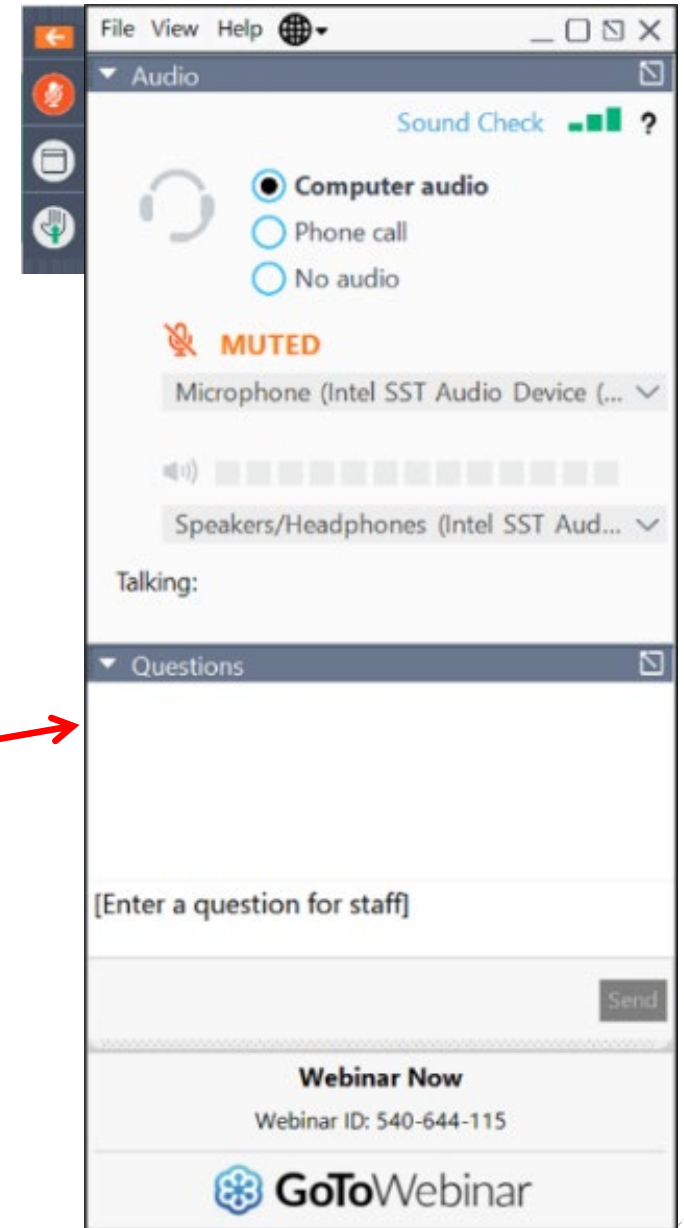 File View Help
Audio
Sound Check ?
Computer audio
Phone call
No audio
MUTED
Microphone (Intel SST Audio Device (...
Speakers/Headphones (Intel SST Aud...
Talking:
Questions
[Enter a question for staff]
Send
Webinar Now
Webinar ID: 540-644-115
GoToWebinar